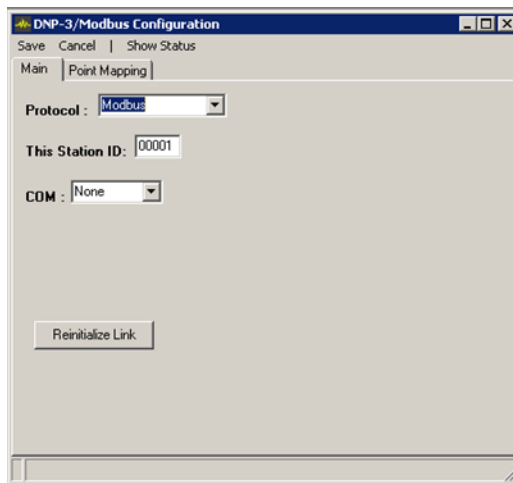 DNP-3/Modbus Configuration
Save Cancel | Show Status
Main Point Mapping
Protocol : Modbus
This Station ID: 00001
COM : None
Reinitialize Link